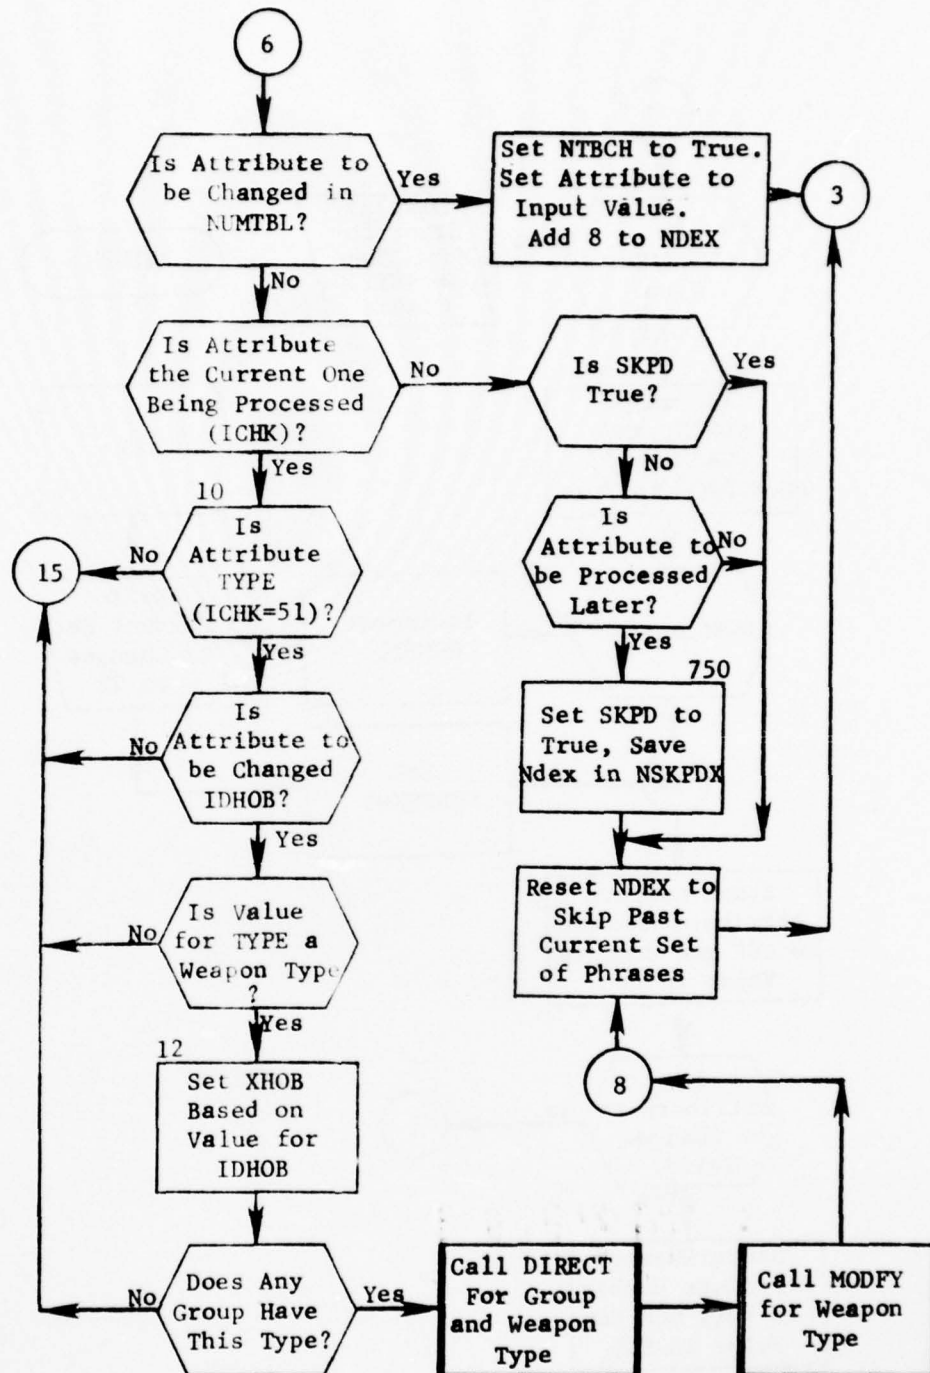 6
Is Attribute to
be Changed in
NUMTBL?
Yes
Set NTBCH to True.
Set Attribute to
Input Value.
Add 8 to NDEX
3
No
Is Attribute
the Current One
Being Processed
(ICHK)?
No
Is SKPD
True?
Yes
Yes
No
10
Is
Attribute
TYPE
(ICHK=51)?
No
15
Is
Attribute to
be Processed
Later?
No
Yes
Yes
750
Is
Attribute to
be Changed
IDHOB?
No
Set SKPD to
True, Save
Ndex in NSKPDX
Yes
Is Value
for TYPE a
Weapon Type
?
No
Reset NDEX to
Skip Past
Current Set
of Phrases
Yes
12
Set XHOB
Based on
Value for
IDHOB
8
Does Any
Group Have
This Type?
No
Yes
Call DIRECT
For Group
and Weapon
Type
Call MODFY
for Weapon
Type